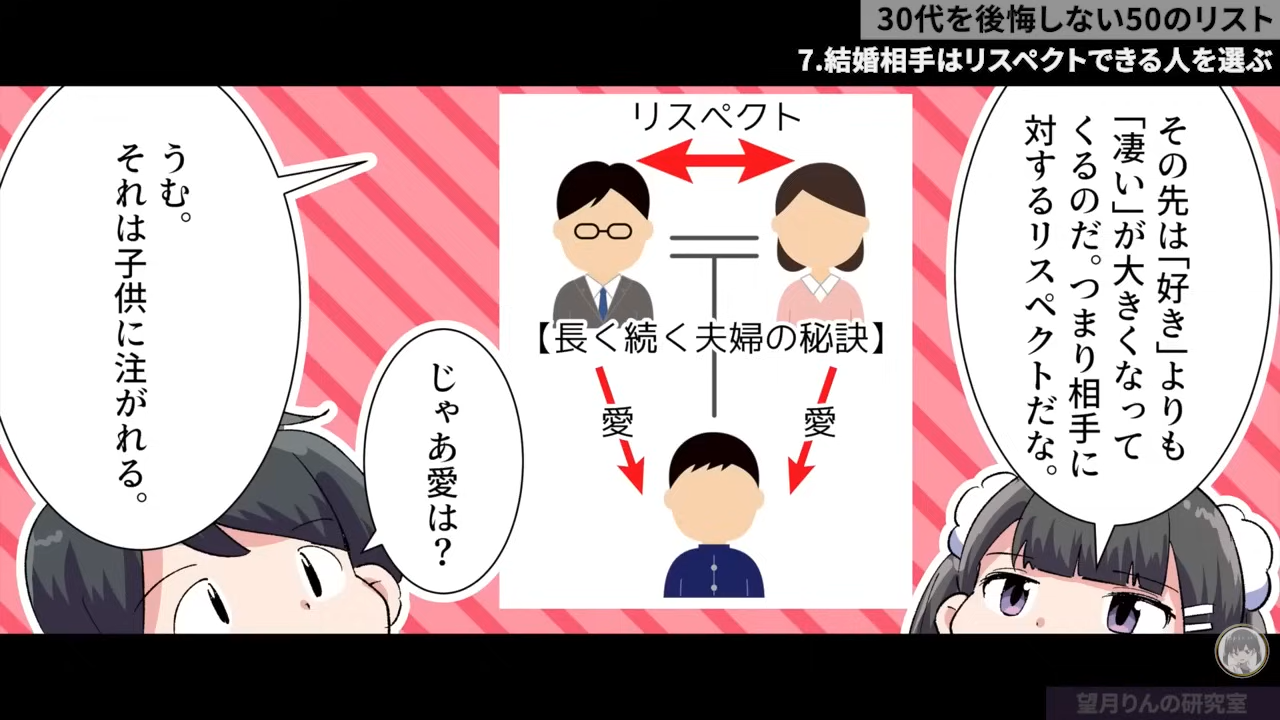 30代を後悔しない50のリスト
7.結婚相手はリスペクトできる人を選ぶ
その先は「好き」よりも
「凄い」が大きくなって
くるのだ。つまり相手に
対するリスペクトだな。
リスペクト
【長く続く夫婦の秘訣】
愛
愛
じゃあ愛は?
うむ。
それは子供に注がれる。
望月りんの研究室